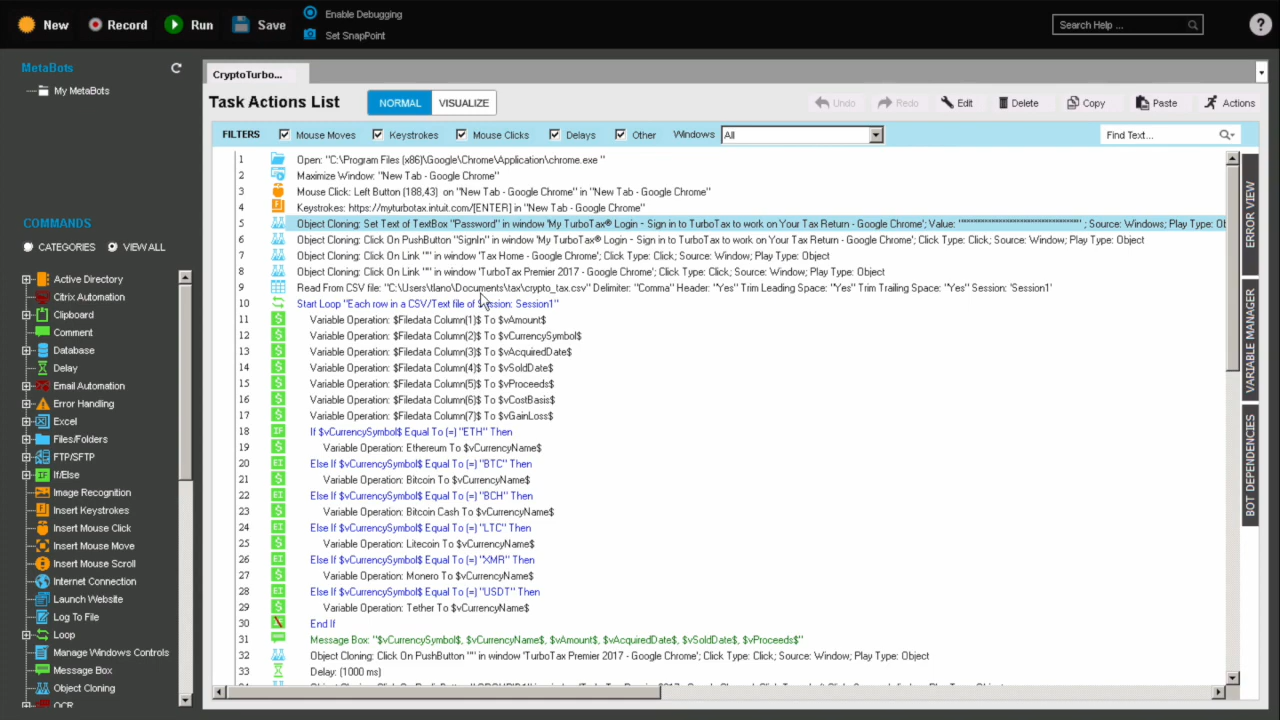 New Record Run Save Enable Debugging
Set SnapPoint
Search Help ...
?
MetaBots
My MetaBots
COMMANDS
CATEGORIES VIEW ALL
Active Directory
Citrix Automation
Clipboard
Comment
Database
Delay
Email Automation
Error Handling
Excel
Files/Folders
FTP/SFTP
If/Else
Image Recognition
Insert Keystrokes
Insert Mouse Click
Insert Mouse Move
Insert Mouse Scroll
Internet Connection
Launch Website
Log To File
Loop
Manage Windows Controls
Message Box
Object Cloning
OCR
CryptoTurbo...
Task Actions List NORMAL VISUALIZE Undo Redo Edit Delete Copy Paste Actions
FILTERS Mouse Moves Keystrokes Mouse Clicks Delays Other Windows All Find Text...
1 Open: "C:\Program Files (x86)\Google\Chrome\Application\chrome.exe "
2 Maximize Window: "New Tab - Google Chrome"
3 Mouse Click: Left Button (188,43) on "New Tab - Google Chrome" in "New Tab - Google Chrome"
4 Keystrokes: https://myturbotax.intuit.com/[ENTER] in "New Tab - Google Chrome"
5 Object Cloning: Set Text of TextBox "Password" in window 'My TurboTax® Login - Sign in to TurboTax to work on Your Tax Return - Google Chrome'; Value: ; Source: Windows; Play Type: Ob
6 Object Cloning: Click On PushButton "SignIn" in window 'My TurboTax® Login - Sign in to TurboTax to work on Your Tax Return - Google Chrome'; Click Type: Click; Source: Window; Play Type: Object
7 Object Cloning: Click On Link "" in window 'Tax Home - Google Chrome'; Click Type: Click; Source: Window; Play Type: Object
8 Object Cloning: Click On Link "" in window 'TurboTax Premier 2017 - Google Chrome'; Click Type: Click; Source: Window; Play Type: Object
9 Read From CSV file: "C:\Users\tlano\Documents\tax\crypto_tax.csv" Delimiter: "Comma" Header: "Yes" Trim Leading Space: "Yes" Trim Trailing Space: "Yes" Session: 'Session1'
10 Start Loop "Each row in a CSV/Text file of Session: Session1"
11 Variable Operation: $Filedata Column(1)$ To $vAmount$
12 Variable Operation: $Filedata Column(2)$ To $vCurrencySymbol$
13 Variable Operation: $Filedata Column(3)$ To $vAcquiredDate$
14 Variable Operation: $Filedata Column(4)$ To $vSoldDate$
15 Variable Operation: $Filedata Column(5)$ To $vProceeds$
16 Variable Operation: $Filedata Column(6)$ To $vCostBasis$
17 Variable Operation: $Filedata Column(7)$ To $vGainLoss$
18 If $vCurrencySymbol$ Equal To (=) "ETH" Then
19 Variable Operation: Ethereum To $vCurrencyName$
20 Else If $vCurrencySymbol$ Equal To (=) "BTC" Then
21 Variable Operation: Bitcoin To $vCurrencyName$
22 Else If $vCurrencySymbol$ Equal To (=) "BCH" Then
23 Variable Operation: Bitcoin Cash To $vCurrencyName$
24 Else If $vCurrencySymbol$ Equal To (=) "LTC" Then
25 Variable Operation: Litecoin To $vCurrencyName$
26 Else If $vCurrencySymbol$ Equal To (=) "XMR" Then
27 Variable Operation: Monero To $vCurrencyName$
28 Else If $vCurrencySymbol$ Equal To (=) "USDT" Then
29 Variable Operation: Tether To $vCurrencyName$
30 End If
31 Message Box: "$vCurrencySymbol$, $vCurrencyName$, $vAmount$, $vAcquiredDate$, $vSoldDate$, $vProceeds$"
32 Object Cloning: Click On PushButton "" in window 'TurboTax Premier 2017 - Google Chrome'; Click Type: Click; Source: Window; Play Type: Object
33 Delay: (1000 ms)
ERROR VIEW
VARIABLE MANAGER
BOT DEPENDENCIES